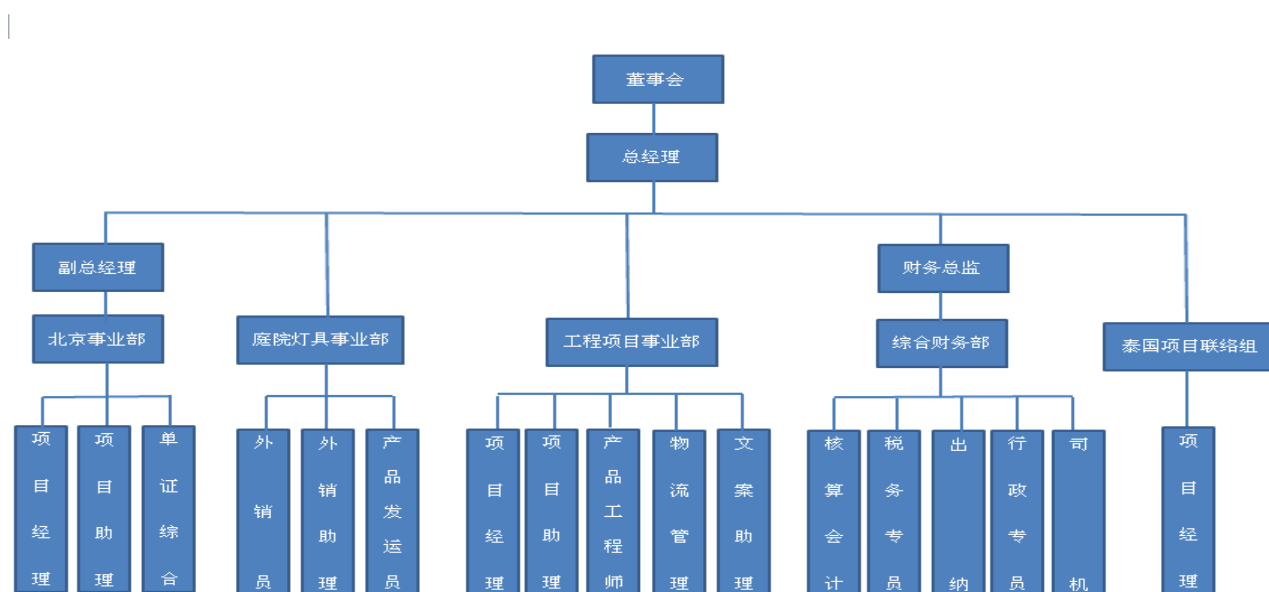 董事会
总经理
副总经理
财务总监
北京事业部
庭院灯具事业部
工程项目事业部
综合财务部
泰国项目联络组
项目经理
项目助理
单证综合
外销员
外销助理
产品发运员
项目经理
项目助理
产品工程师
物流管理
文案助理
核算会计
税务专员
出纳
行政专员
司机
项目经理